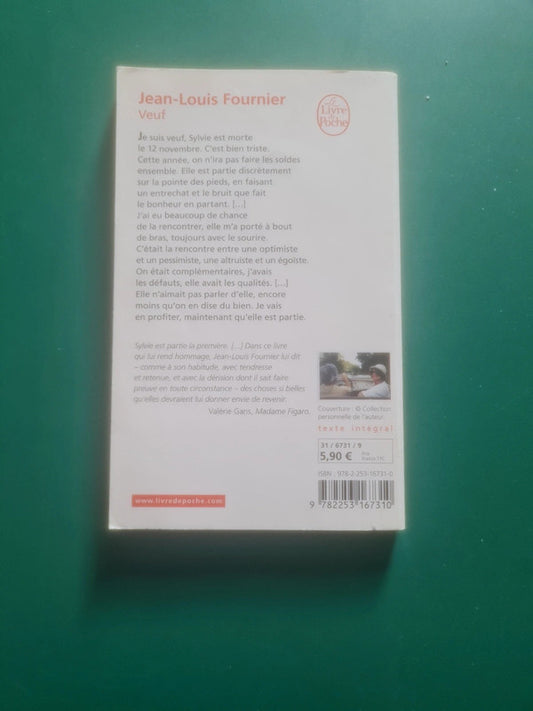 Jean-Louis Fournier
Veuf
Le
Livre
de
Poche
Je suis veuf, Sylvie est morte
le 12 novembre. C'est bien triste.
Cette année, on n'ira pas faire les soldes
ensemble. Elle est partie discrètement
sur la pointe des pieds, en faisant
un entrechat et le bruit que fait
le bonheur en partant. [...]
J'ai eu beaucoup de chance
de la rencontrer, elle m'a porté à bout
de bras, toujours avec le sourire.
C'était la rencontre entre une optimiste
et un pessimiste, une altruiste et un égoïste.
On était complémentaires, j'avais
les défauts, elle avait les qualités. [...]
Elle n'aimait pas parler d'elle, encore
moins qu'on en dise du bien. Je vais
en profiter, maintenant qu'elle est partie.
Sylvie est partie la première. [...] Dans ce livre
qui lui rend hommage, Jean-Louis Fournier lui dit
– comme à son habitude, avec tendresse
et retenue, et avec la dérision dont il sait faire
preuve en toute circonstance – des choses si belles
qu'elles devraient lui donner envie de revenir.
Valérie Gans, Madame Figaro.
Couverture : © Collection
personnelle de l'auteur.
texte intégral
31 / 6731 / 9
5,90 € Prix
France TTC
ISBN : 978-2-253-16731-0
www.livredepoche.com
9 782253 167310